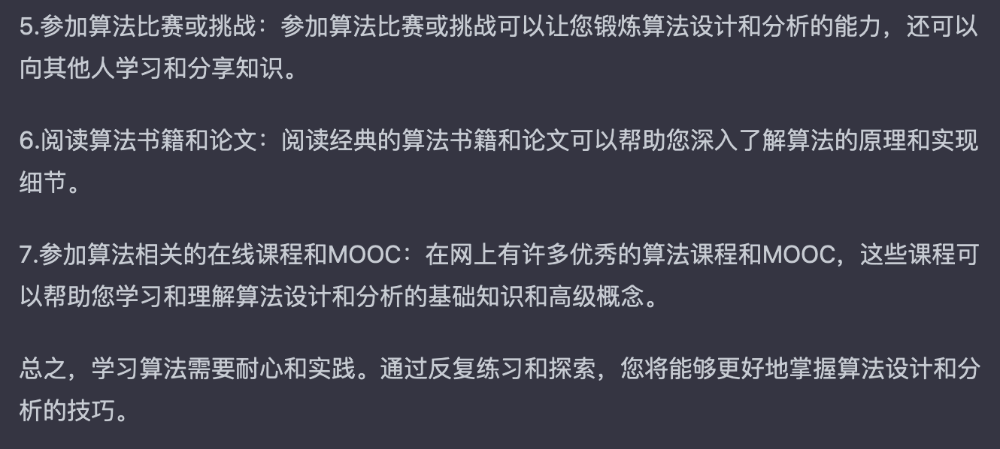 5.参加算法比赛或挑战：参加算法比赛或挑战可以让您锻炼算法设计和分析的能力，还可以
向其他人学习和分享知识。
6.阅读算法书籍和论文：阅读经典的算法书籍和论文可以帮助您深入了解算法的原理和实现
细节。
7.参加算法相关的在线课程和MOOC：在网上有许多优秀的算法课程和MOOC，这些课程可
以帮助您学习和理解算法设计和分析的基础知识和高级概念。
总之，学习算法需要耐心和实践。通过反复练习和探索，您将能够更好地掌握算法设计和分
析的技巧。